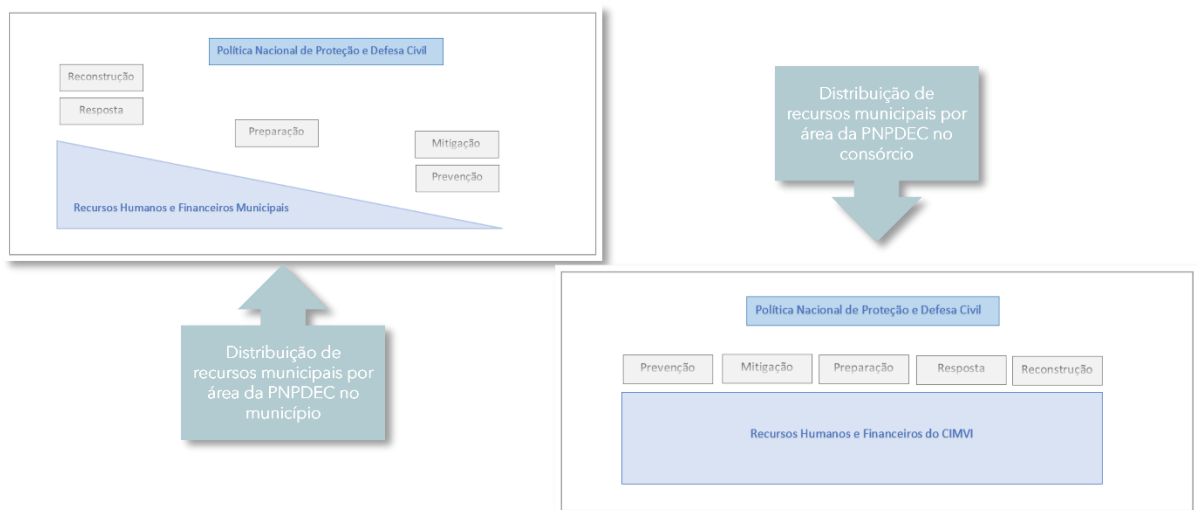 Política Nacional de Proteção e Defesa Civil
Reconstrução
Resposta
Preparação
Mitigação
Prevenção
Recursos Humanos e Financeiros Municipais
Distribuição de
recursos municipais por
área da PNPDEC no
município
Distribuição de
recursos municipais por
área da PNPDEC no
consórcio
Política Nacional de Proteção e Defesa Civil
Prevenção
Mitigação
Preparação
Resposta
Reconstrução
Recursos Humanos e Financeiros do CIMVI